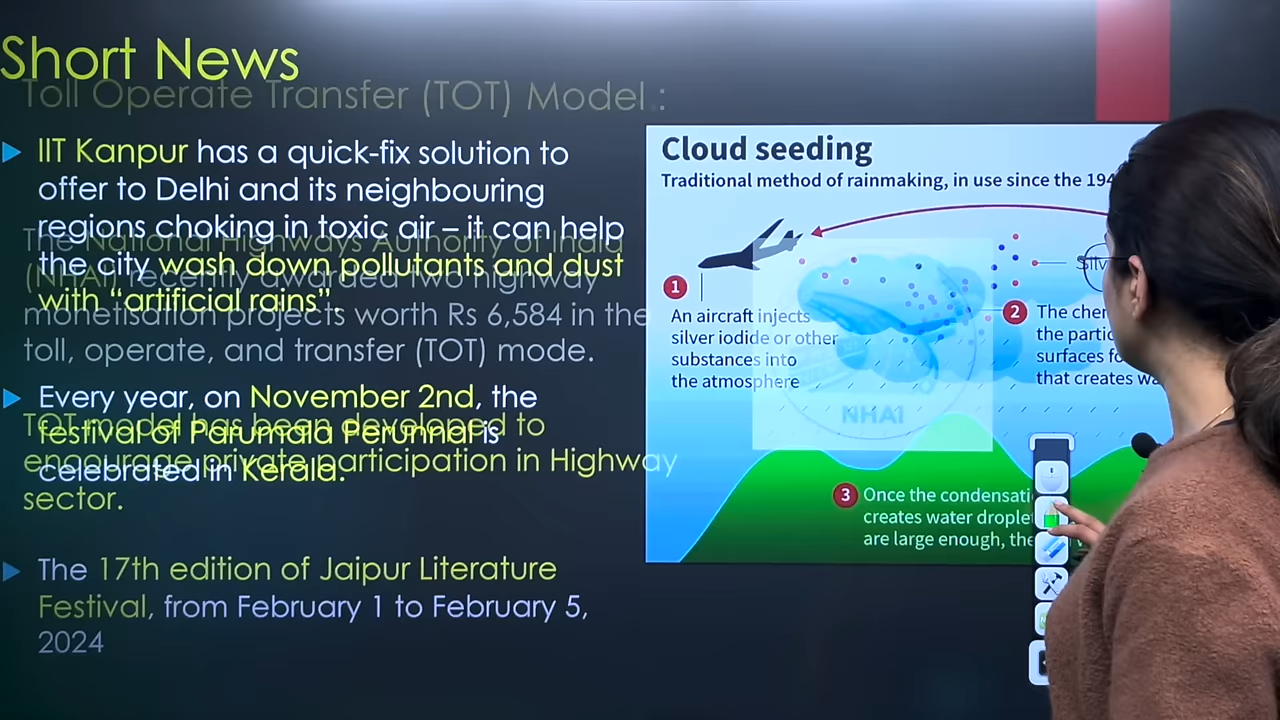 Short News
Toll Operate Transfer (TOT) Model :
IIT Kanpur has a quick-fix solution to
offer to Delhi and its neighbouring
regions choking in toxic air – it can help
the city wash down pollutants and dust
with “artificial rains”.
The National Highways Authority of India
(NHAI) recently awarded two highway
monetisation projects worth Rs 6,584 in the
toll, operate, and transfer (TOT) mode.
Every year, on November 2nd, the
festival of Parumala Perunnal is
celebrated in Kerala.
TOT model has been developed to
encourage private participation in Highway
sector.
The 17th edition of Jaipur Literature
Festival, from February 1 to February 5,
2024
Cloud seeding
Traditional method of rainmaking, in use since the 194
Silv
1
An aircraft injects
silver iodide or other
substances into
the atmosphere
2
The cher
the partic
surfaces fo
that creates wa
NHAI
3
Once the condensati
creates water drople
are large enough, the